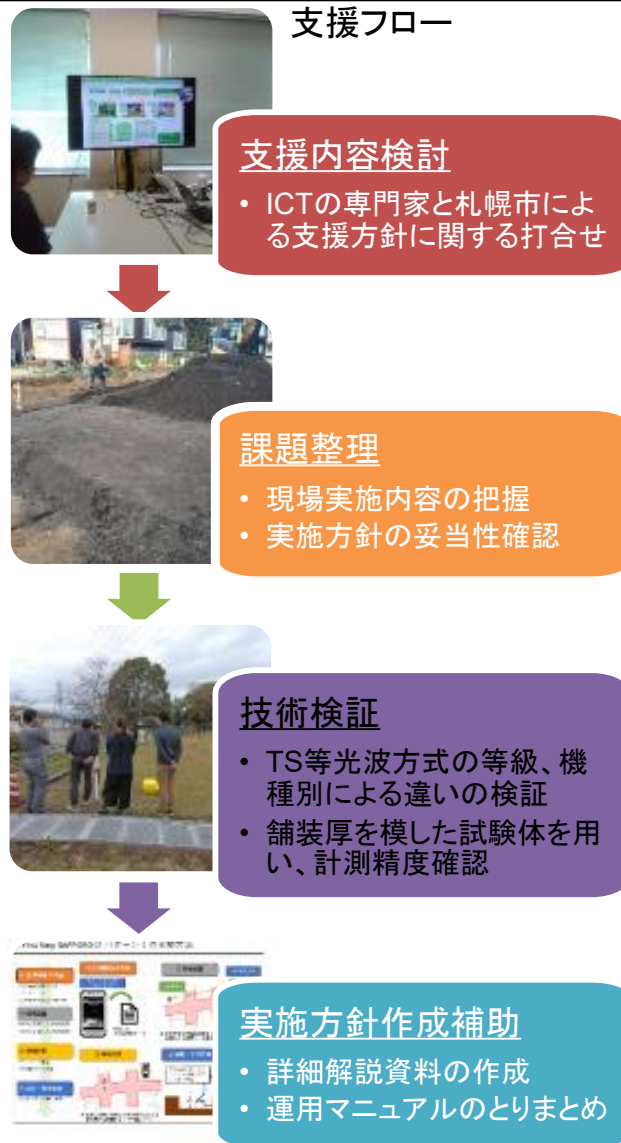 支援フロー
支援内容検討
• ICTの専門家と札幌市によ
る支援方針に関する打合せ
課題整理
• 現場実施内容の把握
• 実施方針の妥当性確認
技術検証
• TS等光波方式の等級、機
種別による違いの検証
• 舗装厚を模した試験体を用
い、計測精度確認
実施方針作成補助
• 詳細解説資料の作成
• 運用マニュアルのとりまとめ